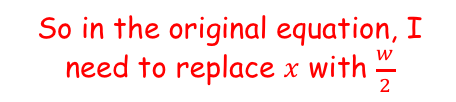 So in the original equation, I
need to replace x with w/2